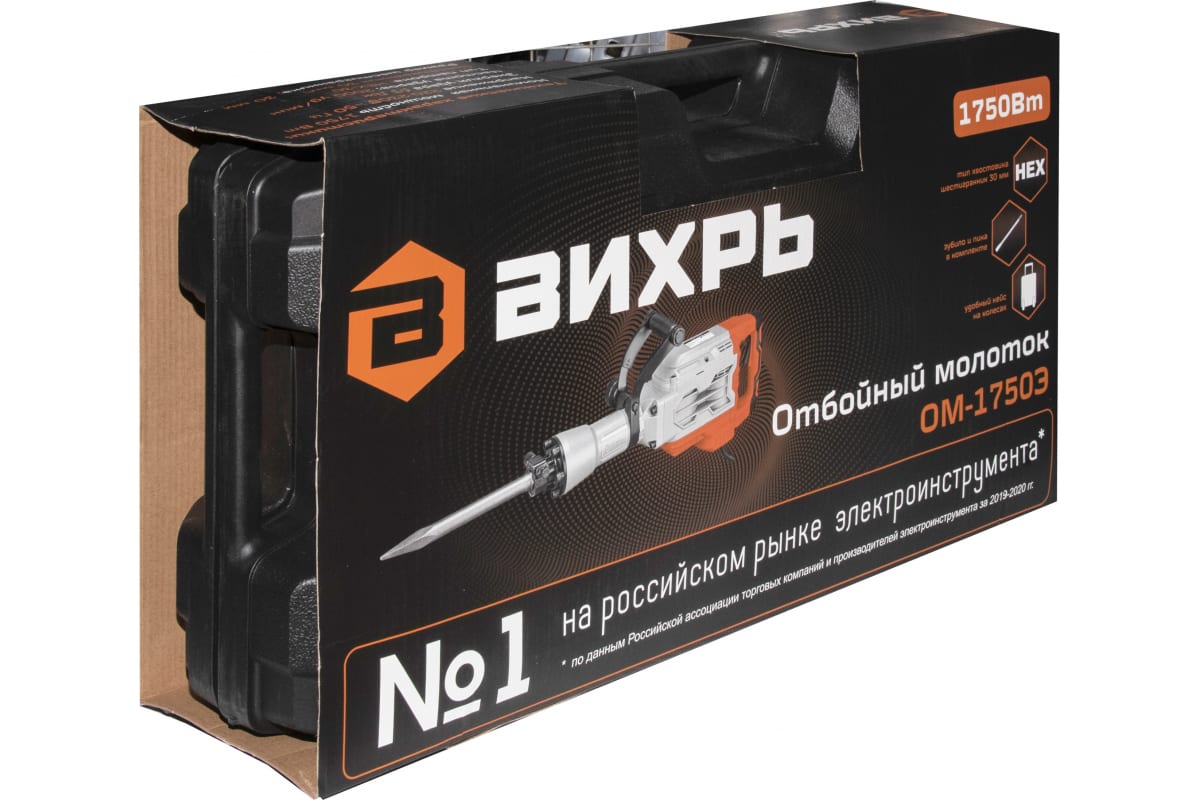 ВИХРЬ
1750Вт
HEX
тип хвостовика
шестигранник 30 мм
зубило и пика
в комплекте
удобный кейс
на колесах
В ВИХРЬ
Отбойный молоток
ОМ-1750Э
№1
на российском рынке электроинструмента*
* по данным Российской ассоциации торговых компаний и производителей электроинструмента за 2019-2020 гг.